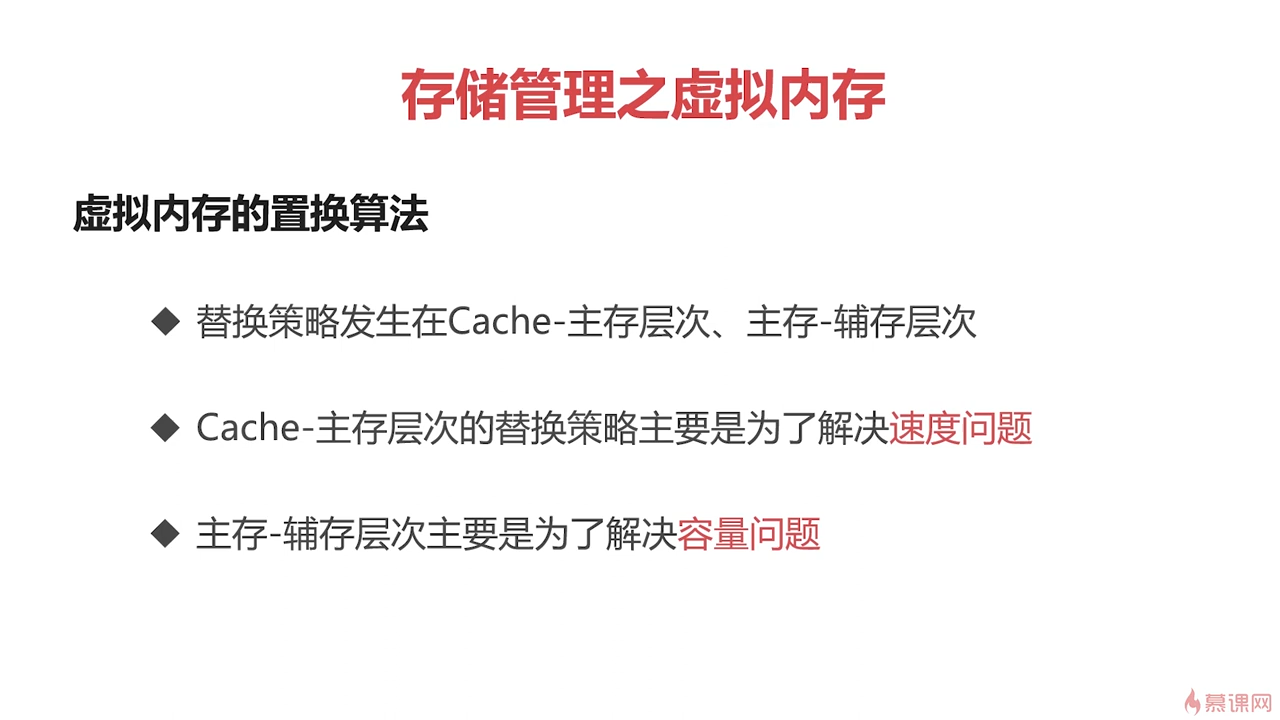 存储管理之虚拟内存
虚拟内存的置换算法
◆ 替换策略发生在Cache-主存层次、主存-辅存层次
◆ Cache-主存层次的替换策略主要是为了解决速度问题
◆ 主存-辅存层次主要是为了解决容量问题
慕课网